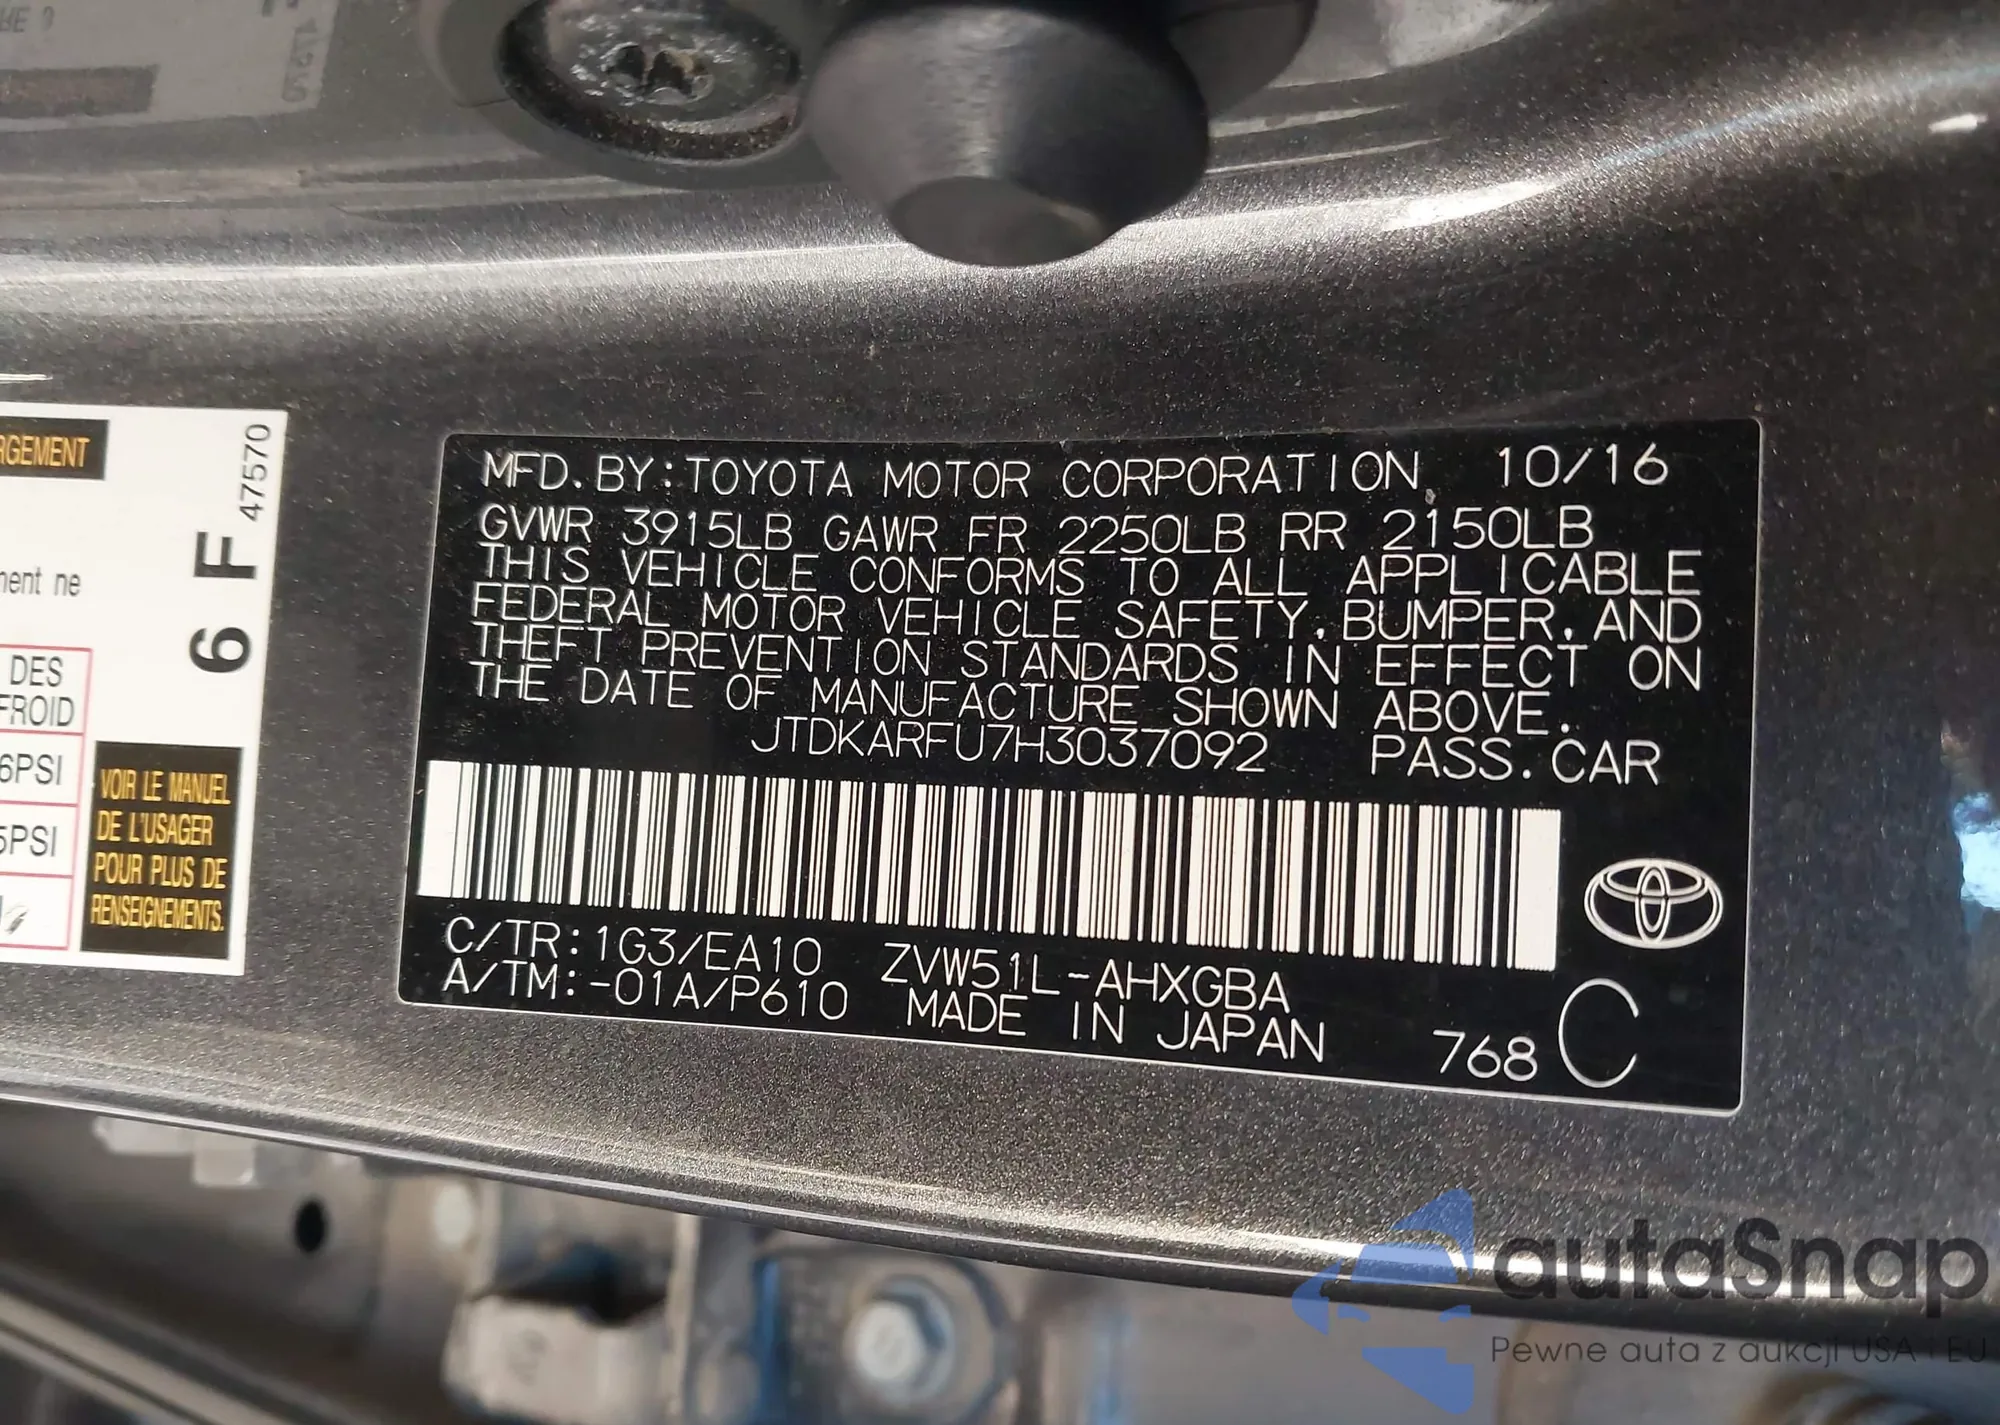 47570
6 F
RGEMENT
ment ne
DES
FROID
6PSI
5PSI
VOIR LE MANUEL
DE L'USAGER
POUR PLUS DE
RENSEIGNEMENTS.
MFD. BY: TOYOTA MOTOR CORPORATION 10/16
GVWR 3915LB GAWR FR 2250LB RR 2150LB
THIS VEHICLE CONFORMS TO ALL APPLICABLE
FEDERAL MOTOR VEHICLE SAFETY, BUMPER, AND
THEFT PREVENTION STANDARDS IN EFFECT ON
THE DATE OF MANUFACTURE SHOWN ABOVE.
JTDKARFU7H3037092 PASS. CAR
C/TR: 1G3/EA10 ZVW51L-AHXGBA
A/TM: -01A/P610 MADE IN JAPAN 768 C
autaSnap
Pewne auta z aukcji USA i EU